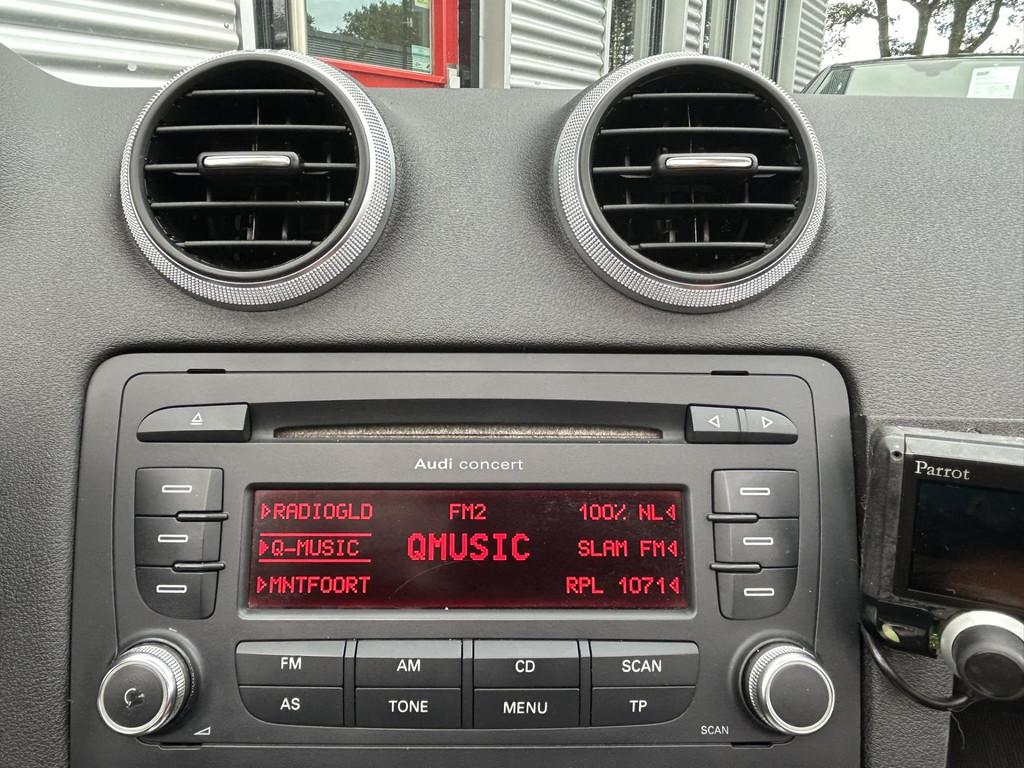 Audi concert
RADIOGLD FM2 100% NL
Q-MUSIC QMUSIC SLAM FM
MNTFOORT RPL 1071
Parrot
FM AM CD SCAN
AS TONE MENU TP
SCAN